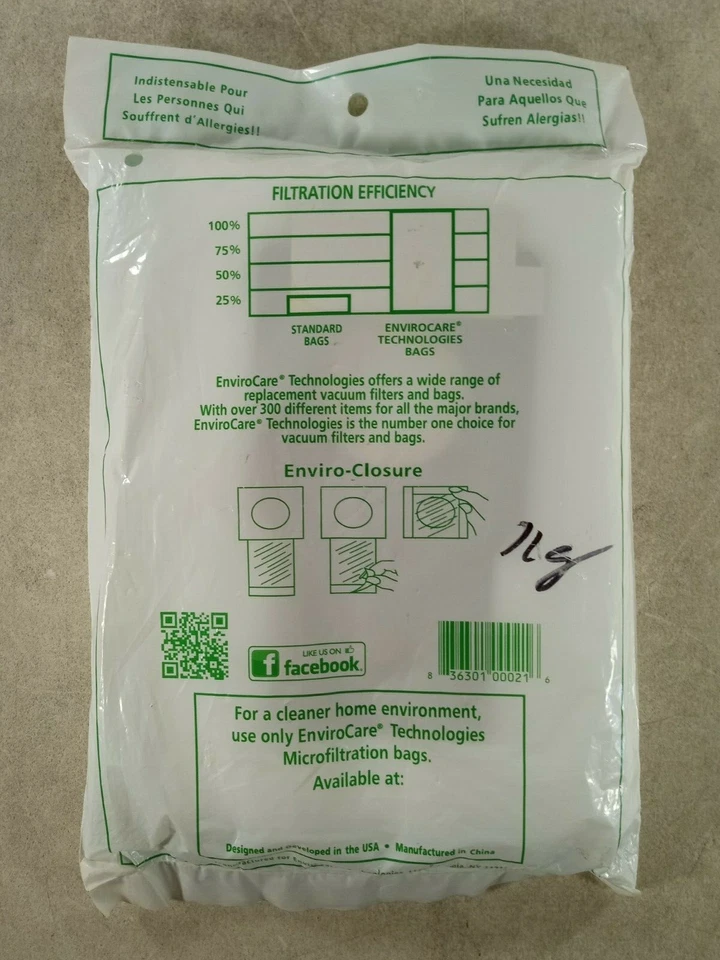 Indistensable Pour
Les Personnes Qui
Souffrent d'Allergies!!
Una Necesidad
Para Aquellos Que
Sufren Alergias!!
FILTRATION EFFICIENCY
100%
75%
50%
25%
STANDARD
BAGS
ENVIROCARE®
TECHNOLOGIES
BAGS
EnviroCare® Technologies offers a wide range of
replacement vacuum filters and bags.
With over 300 different items for all the major brands,
EnviroCare® Technologies is the number one choice for
vacuum filters and bags.
Enviro-Closure
LIKE US ON
f facebook.
8 36301 00021 6
For a cleaner home environment,
use only EnviroCare® Technologies
Microfiltration bags.
Available at:
Designed and developed in the USA • Manufactured in China